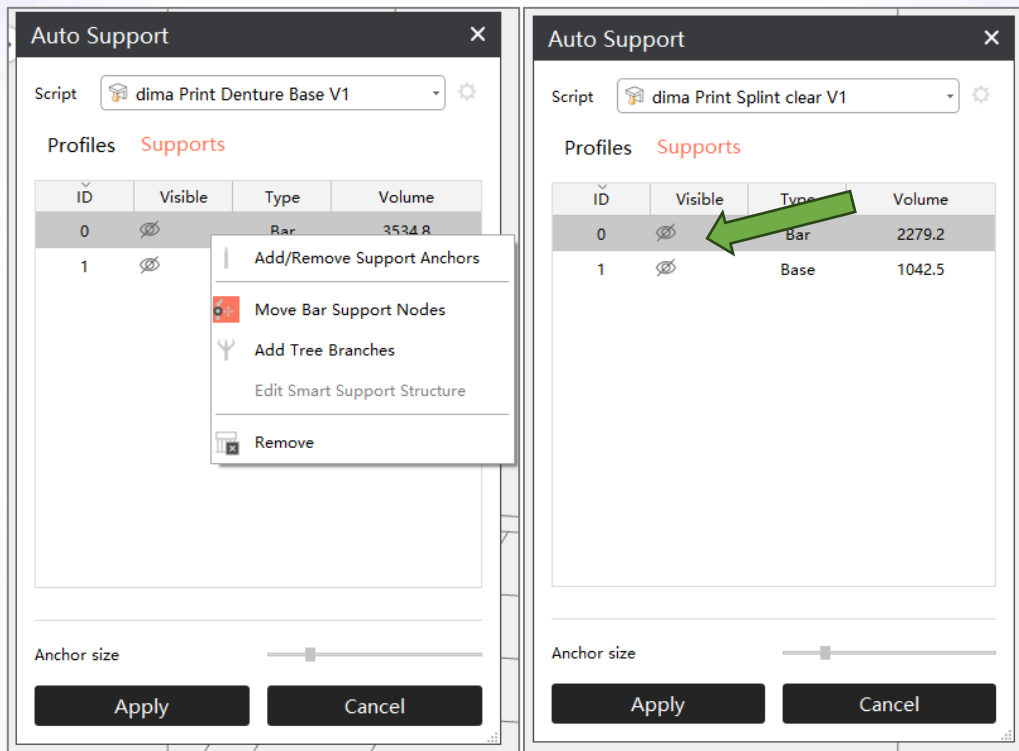 Auto Support
Script dima Print Denture Base V1
Profiles Supports
ID Visible Type Volume
0 Bar 3534.8
1
Add/Remove Support Anchors
Move Bar Support Nodes
Add Tree Branches
Edit Smart Support Structure
Remove
Anchor size
Apply Cancel
Auto Support
Script dima Print Splint clear V1
Profiles Supports
ID Visible Type Volume
0 Bar 2279.2
1 Base 1042.5
Anchor size
Apply Cancel